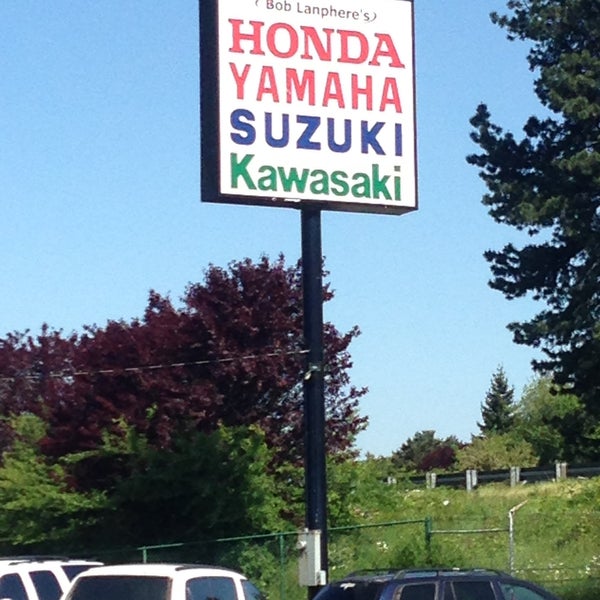 (Bob Lanphere's)
HONDA
YAMAHA
SUZUKI
Kawasaki